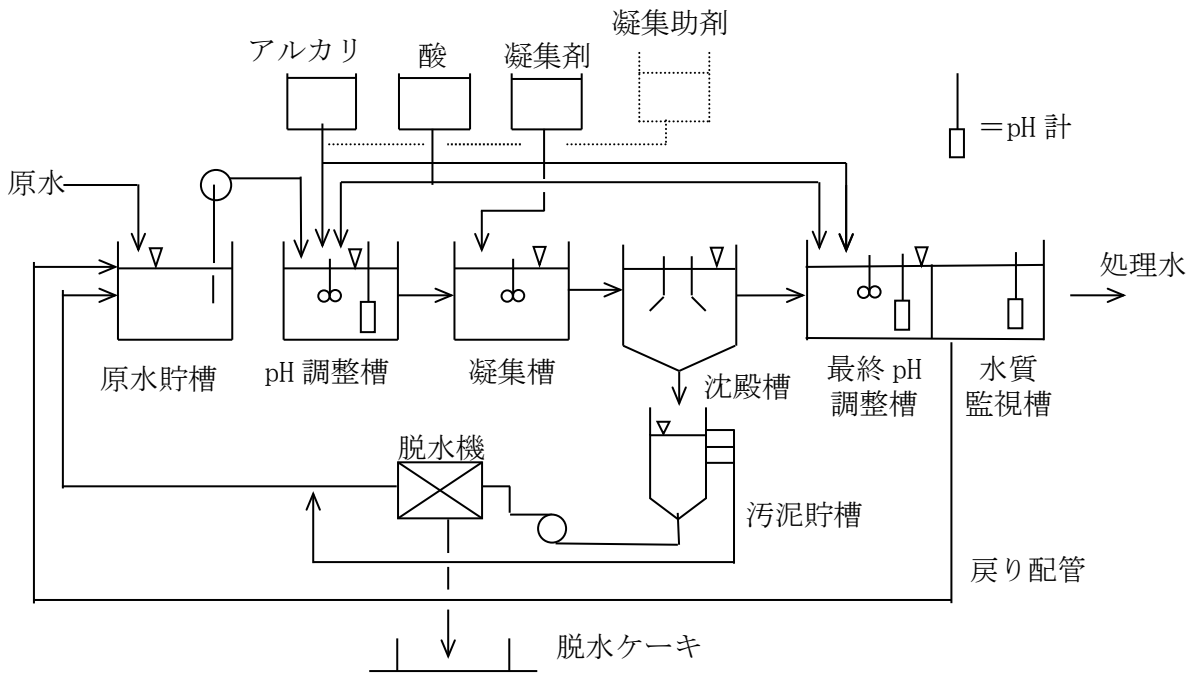 凝集助剤
アルカリ
酸
凝集剤
＝pH 計
原水
処理水
原水貯槽
pH 調整槽
凝集槽
沈殿槽
最終 pH
調整槽
水質
監視槽
脱水機
汚泥貯槽
戻り配管
脱水ケーキ